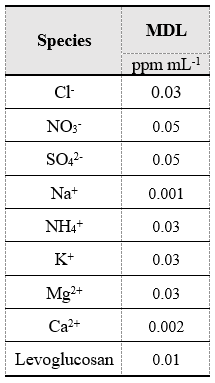 Species MDL
ppm mL⁻¹
Cl⁻ 0.03
NO₃⁻ 0.05
SO₄²⁻ 0.05
Na⁺ 0.001
NH₄⁺ 0.03
K⁺ 0.03
Mg²⁺ 0.03
Ca²⁺ 0.002
Levoglucosan 0.01